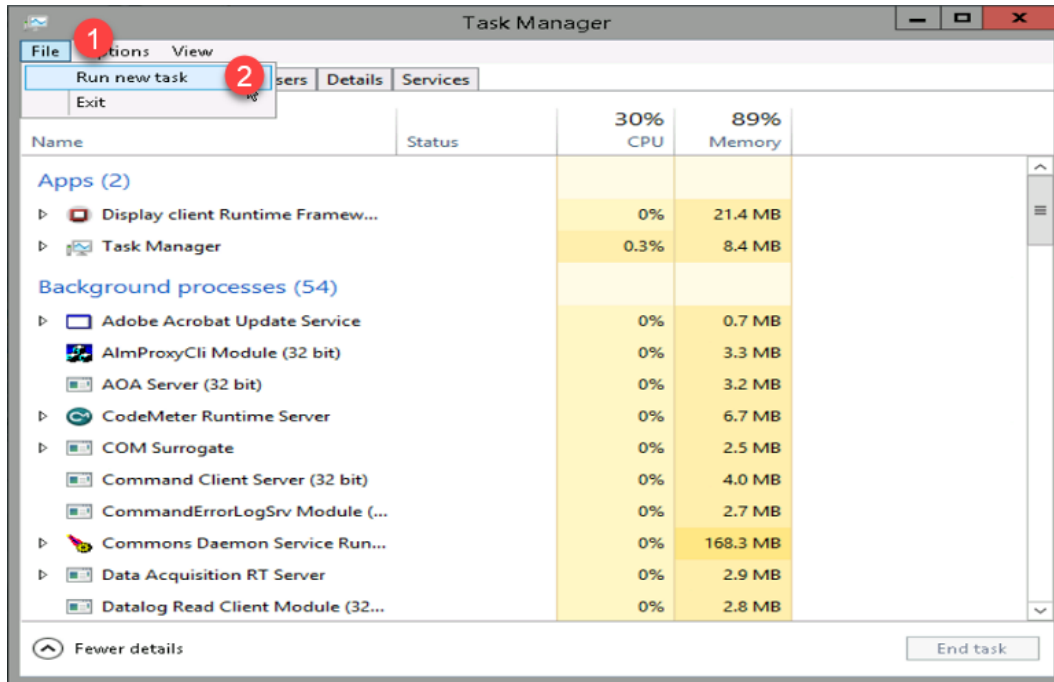 Task Manager
File 1 ptions View
Run new task 2 sers Details Services
Exit
30% 89%
Name Status CPU Memory
Apps (2)
Display client Runtime Framew... 0% 21.4 MB
Task Manager 0.3% 8.4 MB
Background processes (54)
Adobe Acrobat Update Service 0% 0.7 MB
AlmProxyCli Module (32 bit) 0% 3.3 MB
AOA Server (32 bit) 0% 3.2 MB
CodeMeter Runtime Server 0% 6.7 MB
COM Surrogate 0% 2.5 MB
Command Client Server (32 bit) 0% 4.0 MB
CommandErrorLogSrv Module (... 0% 2.7 MB
Commons Daemon Service Run... 0% 168.3 MB
Data Acquisition RT Server 0% 2.9 MB
Datalog Read Client Module (32... 0% 2.8 MB
Fewer details End task